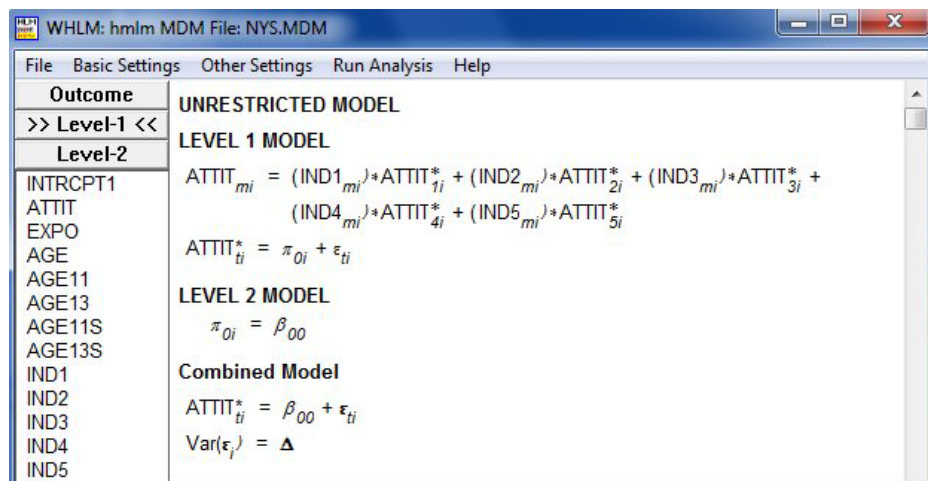 WHLM: hmlm MDM File: NYS.MDM
File Basic Settings Other Settings Run Analysis Help
Outcome
>> Level-1 <<
Level-2
INTRCPT1
ATTIT
EXPO
AGE
AGE11
AGE13
AGE11S
AGE13S
IND1
IND2
IND3
IND4
IND5
UNRESTRICTED MODEL
LEVEL 1 MODEL
ATTIT_mi = (IND1_mi)*ATTIT*_1i + (IND2_mi)*ATTIT*_2i + (IND3_mi)*ATTIT*_3i +
(IND4_mi)*ATTIT*_4i + (IND5_mi)*ATTIT*_5i
ATTIT*_ti = π_0i + ε_ti
LEVEL 2 MODEL
π_0i = β_00
Combined Model
ATTIT*_ti = β_00 + ε_ti
Var(ε_i) = Δ